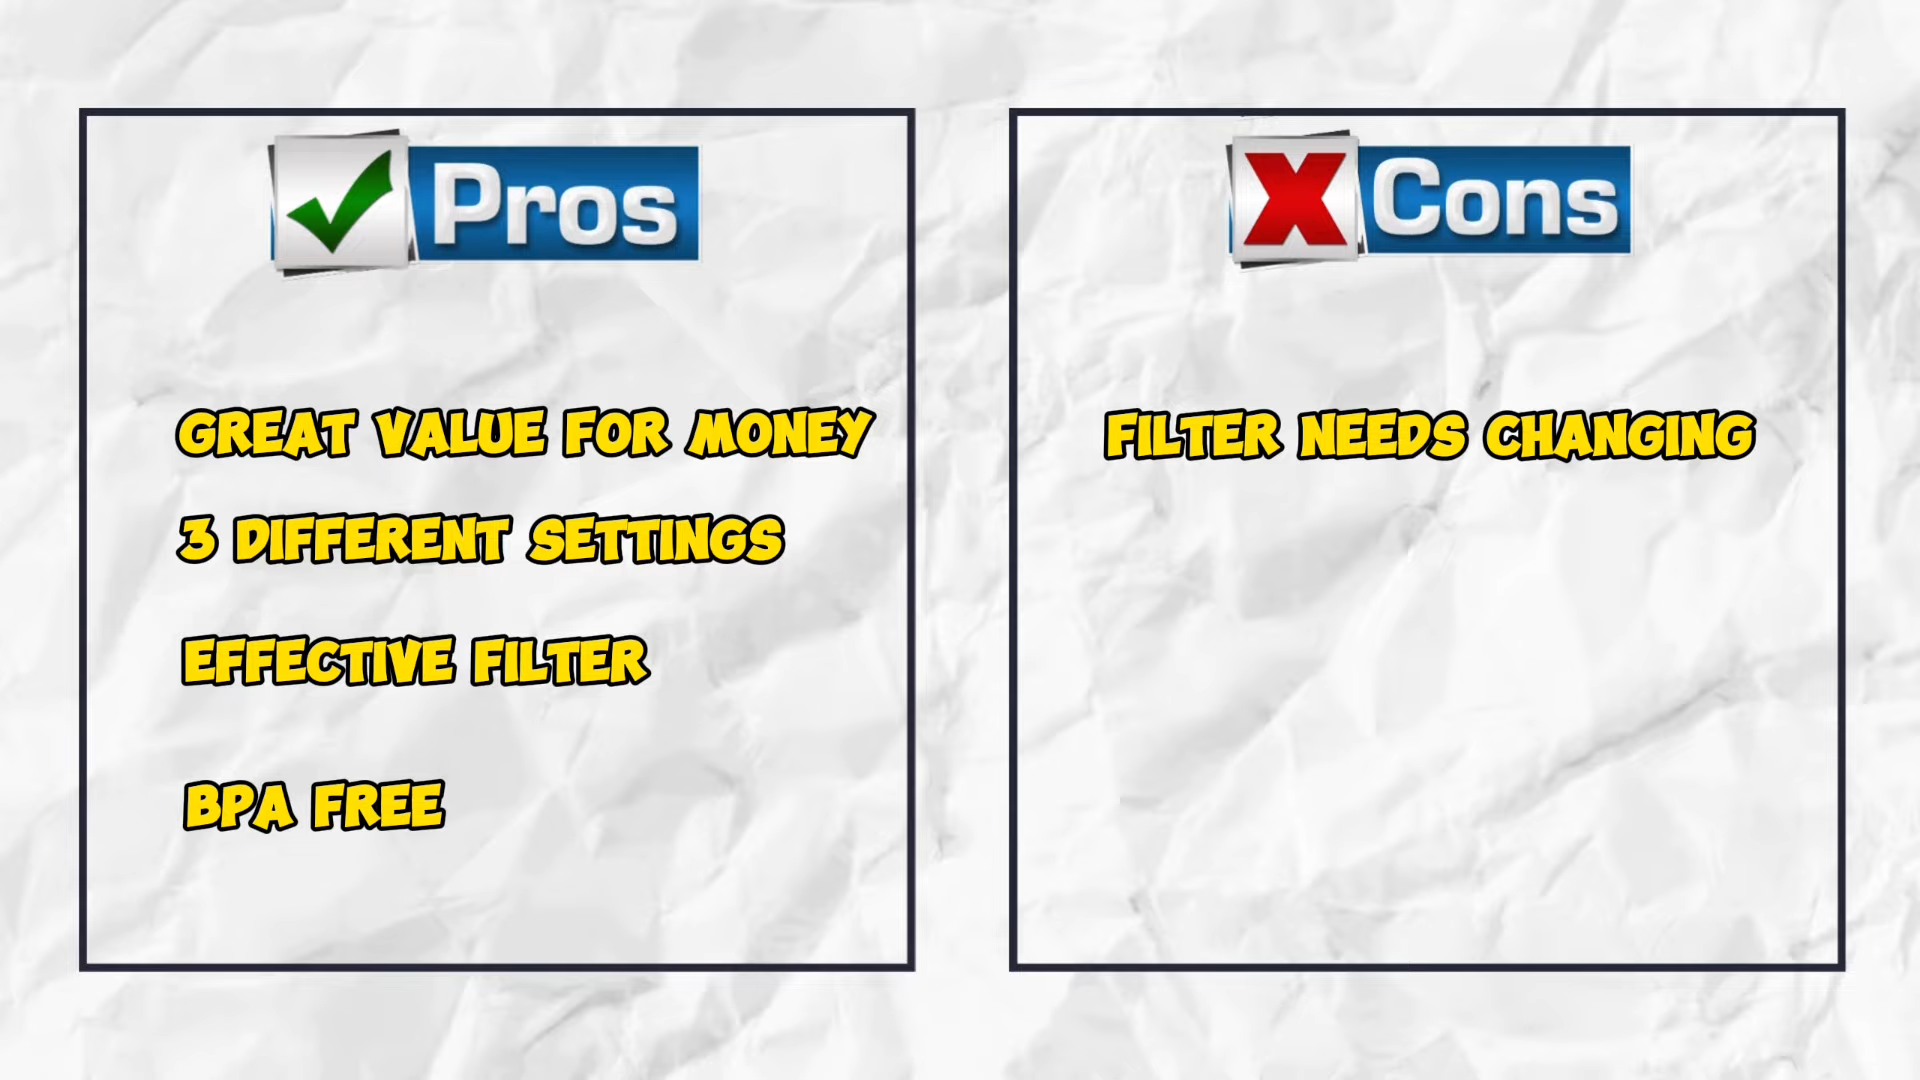 Pros
GREAT VALUE FOR MONEY
3 DIFFERENT SETTINGS
EFFECTIVE FILTER
BPA FREE
X Cons
FILTER NEEDS CHANGING